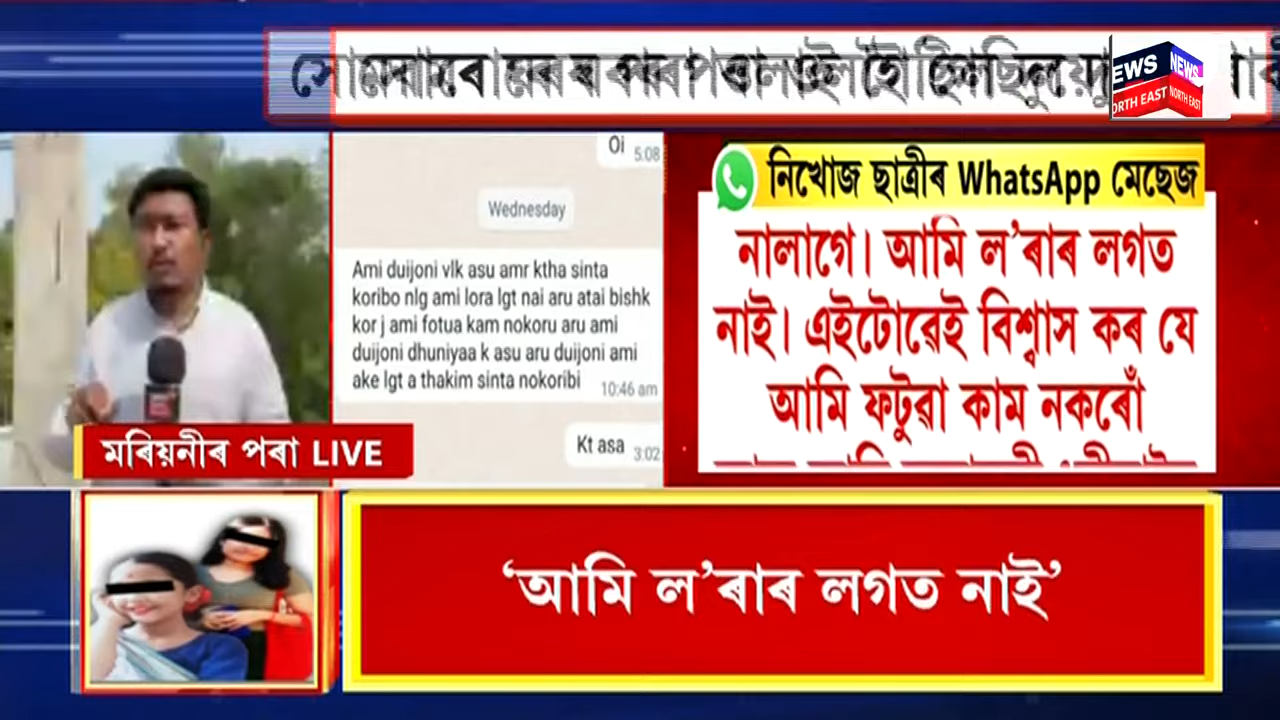 NEWS
NORTH EAST
Oi 5.08
Wednesday
Ami duijoni vlk asu amr ktha sinta
koribo nlg ami lora lgt nai aru atai bishk
kor j ami fotua kam nokoru aru ami
duijoni dhuniyaa k asu aru duijoni ami
ake lgt a thakim sinta nokoribi 10:46 am
Kt asa 3:02
নিখোজ ছাত্ৰীৰ WhatsApp মেছেজ
নালাগে। আমি ল'ৰাৰ লগত
নাই। এইটোৱেই বিশ্বাস কৰ যে
আমি ফটুৱা কাম নকৰোঁ
মৰিয়নীৰ পৰা LIVE
‘আমি ল'ৰাৰ লগত নাই’